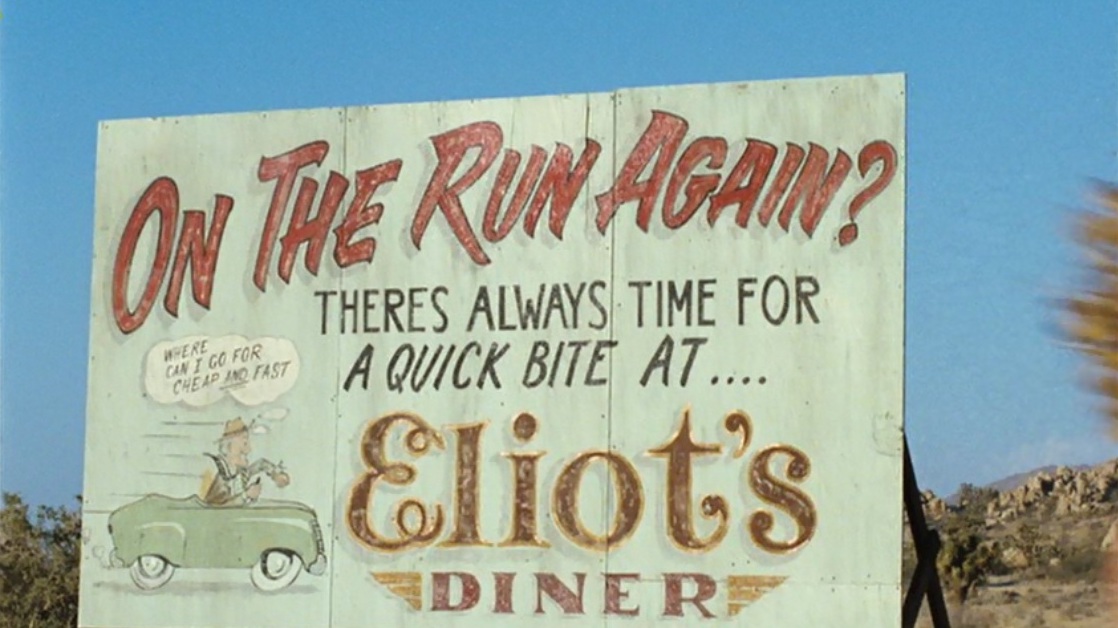 ON THE RUN AGAIN?
THERES ALWAYS TIME FOR
A QUICK BITE AT....
WHERE
CAN I GO FOR
CHEAP AND FAST
Eliot's
DINER